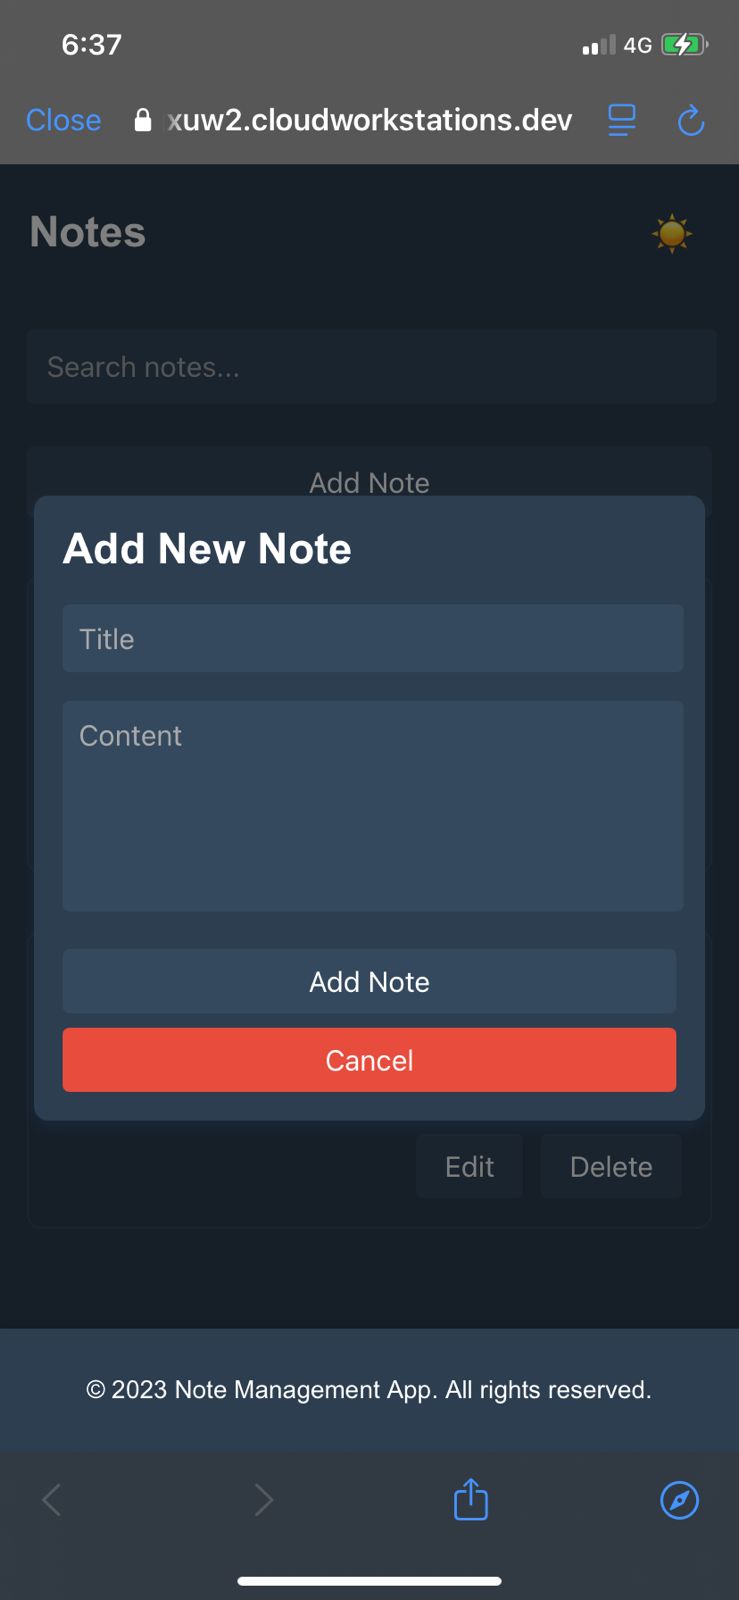 6:37
4G
Close
xuw2.cloudworkstations.dev
Notes
Search notes...
Add Note
Add New Note
Title
Content
Add Note
Cancel
Edit Delete
© 2023 Note Management App. All rights reserved.